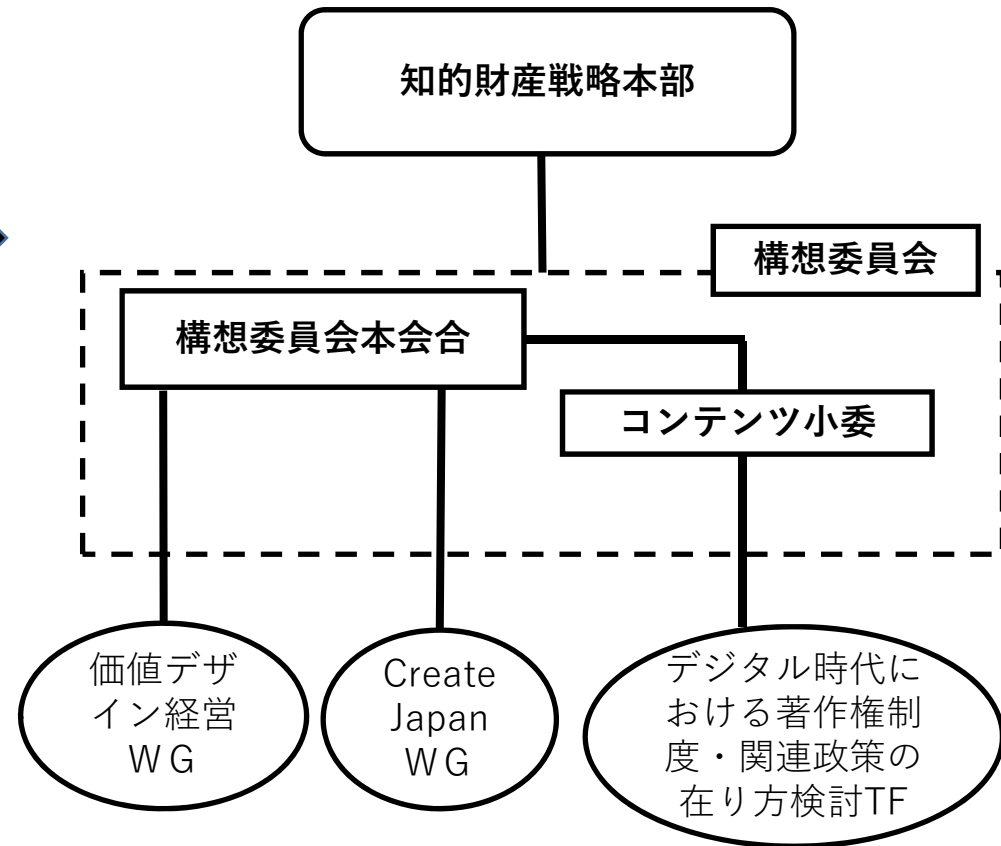 知的財産戦略本部
構想委員会
構想委員会本会合
コンテンツ小委
価値デザ
イン経営
ＷＧ
Create
Japan
ＷＧ
デジタル時代に
おける著作権制
度・関連政策の
在り方検討TF